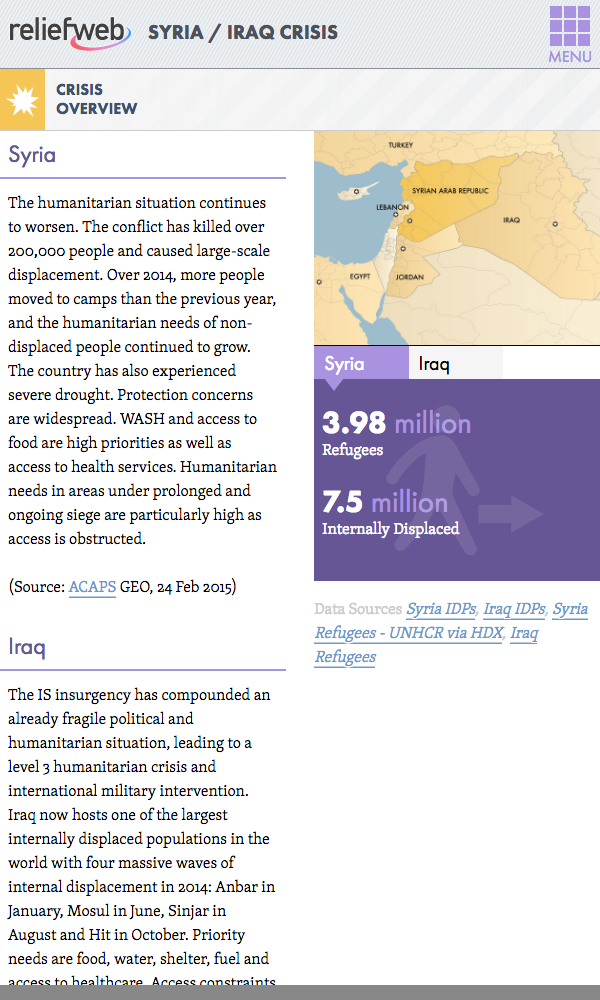 reliefweb SYRIA / IRAQ CRISIS
MENU
CRISIS
OVERVIEW
Syria
The humanitarian situation continues
to worsen. The conflict has killed over
200,000 people and caused large-scale
displacement. Over 2014, more people
moved to camps than the previous year,
and the humanitarian needs of non-
displaced people continued to grow.
The country has also experienced
severe drought. Protection concerns
are widespread. WASH and access to
food are high priorities as well as
access to health services. Humanitarian
needs in areas under prolonged and
ongoing siege are particularly high as
access is obstructed.
(Source: ACAPS GEO, 24 Feb 2015)
Iraq
The IS insurgency has compounded an
already fragile political and
humanitarian situation, leading to a
level 3 humanitarian crisis and
international military intervention.
Iraq now hosts one of the largest
internally displaced populations in the
world with four massive waves of
internal displacement in 2014: Anbar in
January, Mosul in June, Sinjar in
August and Hit in October. Priority
needs are food, water, shelter, fuel and
access to healthcare. Access constraints
TURKEY
SYRIAN ARAB REPUBLIC
LEBANON
IRAQ
EGYPT
JORDAN
Syria
Iraq
3.98 million
Refugees
7.5 million
Internally Displaced
Data Sources Syria IDPs, Iraq IDPs, Syria
Refugees - UNHCR via HDX, Iraq
Refugees